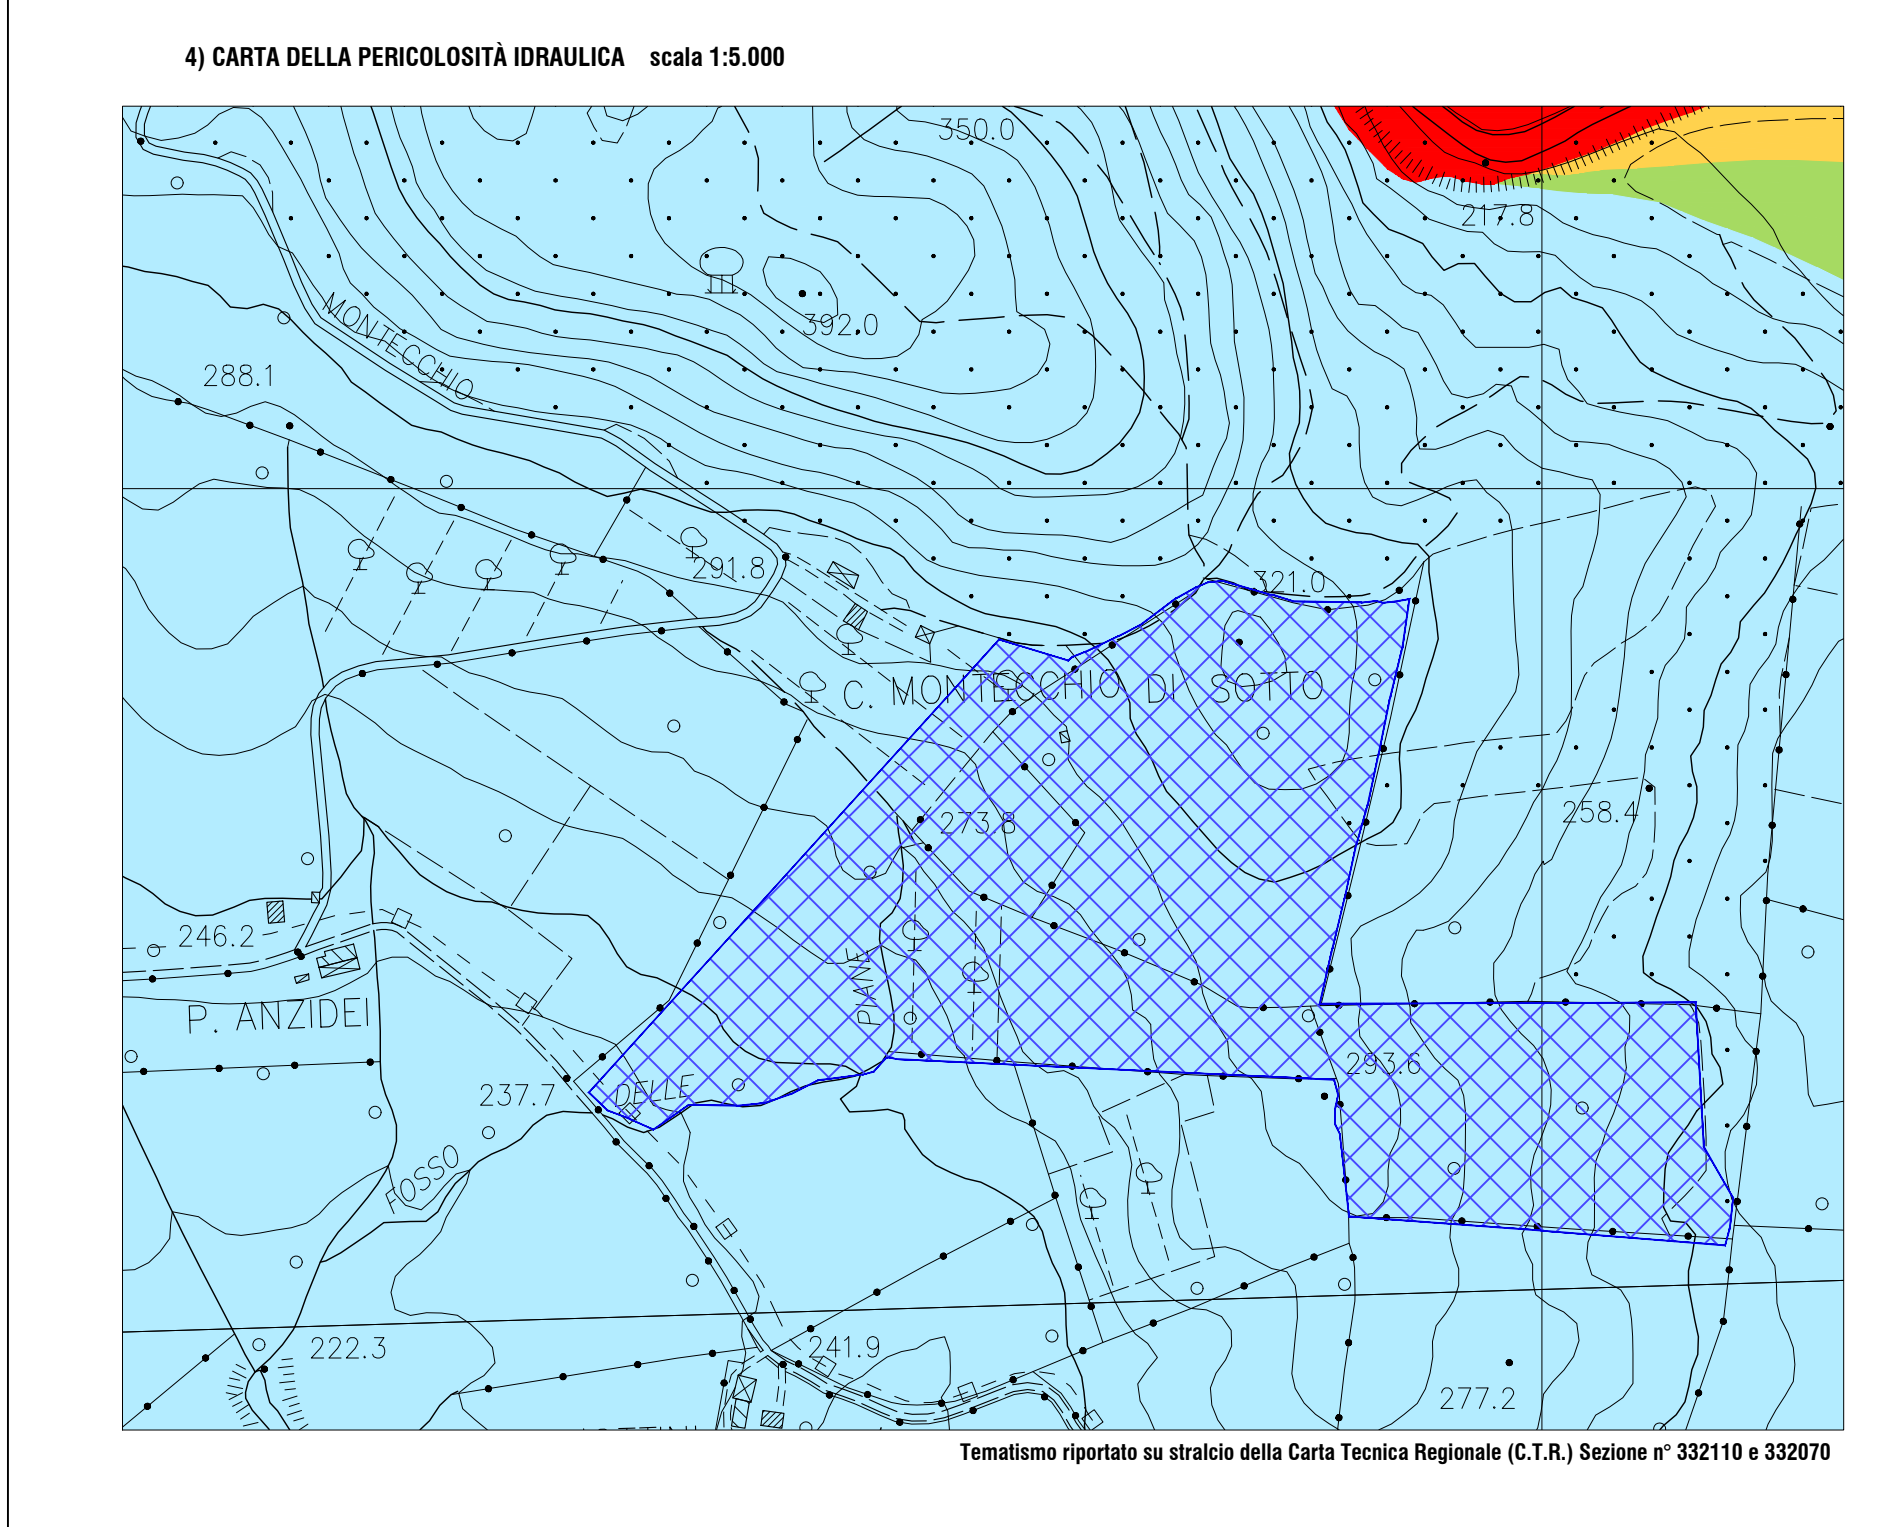 4) CARTA DELLA PERICOLOSITÀ IDRAULICA scala 1:5.000
350.0
217.8
392.0
MONTECCHIO
288.1
291.8
321.0
C. MONTECCHIO DI SOTTO
273.8
258.4
246.2
PIANE
P. ANZIDEI
293.6
237.7
DELLE
FOSSO
222.3
241.9
277.2
Tematismo riportato su stralcio della Carta Tecnica Regionale (C.T.R.) Sezione n° 332110 e 332070